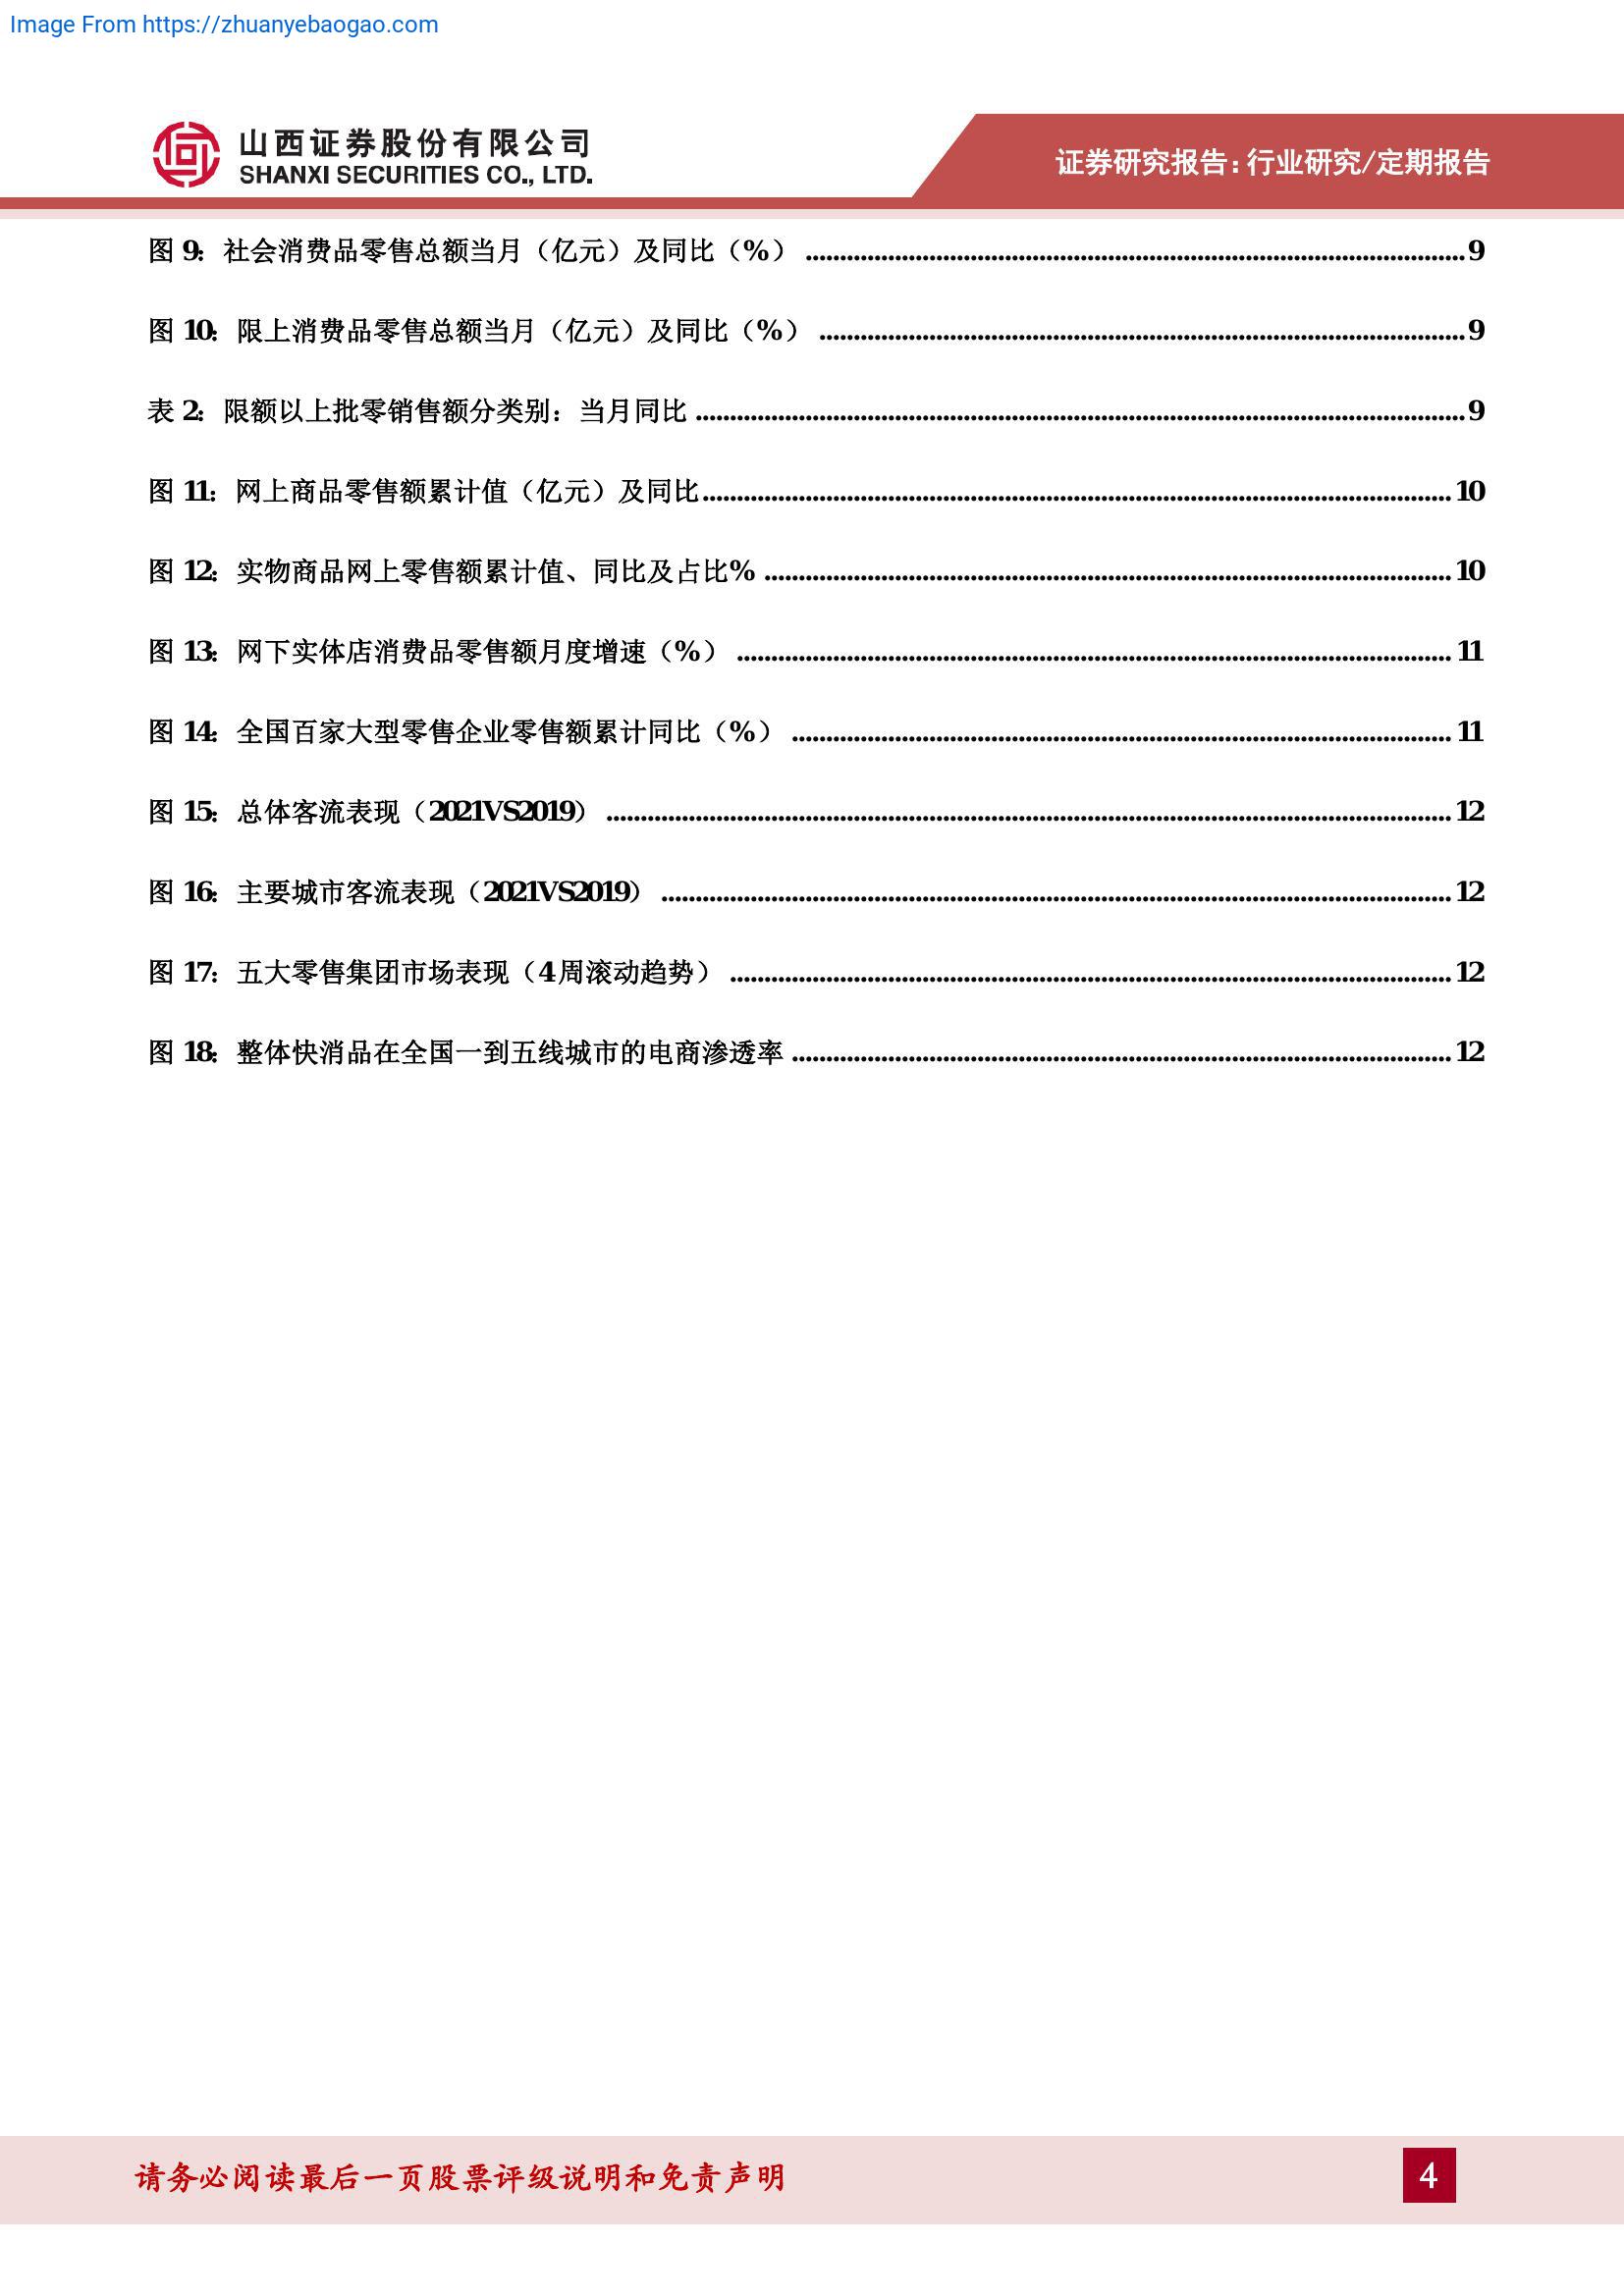 Image From https://zhuanyebaogao.com
山西证券股份有限公司
SHANXI SECURITIES CO., LTD.
证券研究报告：行业研究/定期报告
图 9：社会消费品零售总额当月（亿元）及同比（%） ........................................ 9
图 10：限上消费品零售总额当月（亿元）及同比（%） ........................................ 9
表 2：限额以上批零销售额分类别：当月同比 ........................................ 9
图 11：网上商品零售额累计值（亿元）及同比 ........................................ 10
图 12：实物商品网上零售额累计值、同比及占比% ........................................ 10
图 13：网下实体店消费品零售额月度增速（%） ........................................ 11
图 14：全国百家大型零售企业零售额累计同比（%） ........................................ 11
图 15：总体客流表现（2021VS2019） ........................................ 12
图 16：主要城市客流表现（2021VS2019） ........................................ 12
图 17：五大零售集团市场表现（4 周滚动趋势） ........................................ 12
图 18：整体快消品在全国一到五线城市的电商渗透率 ........................................ 12
请务必阅读最后一页股票评级说明和免责声明
4